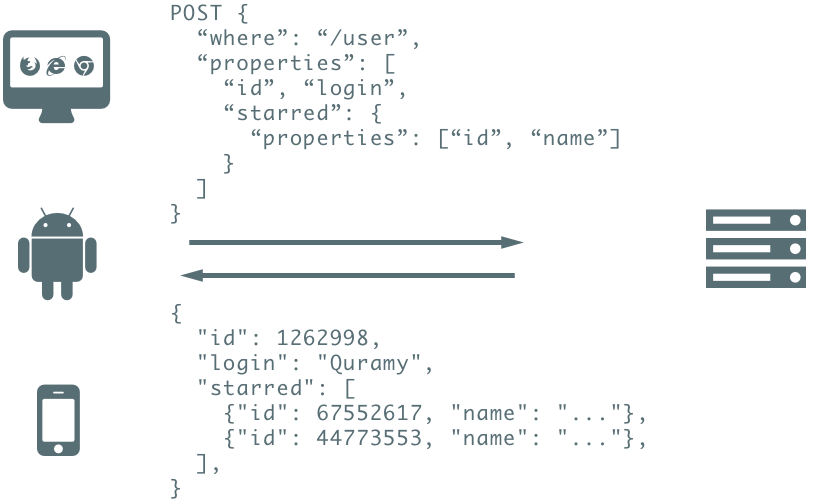 POST {
  “where”: “/user”,
  “properties”: [
    “id”, “login”,
    “starred”: {
      “properties”: [“id”, “name”]
    }
  ]
}
{
  "id": 1262998,
  "login": "Quramy",
  "starred": [
    {"id": 67552617, "name": "..."},
    {"id": 44773553, "name": "..."},
  ],
}